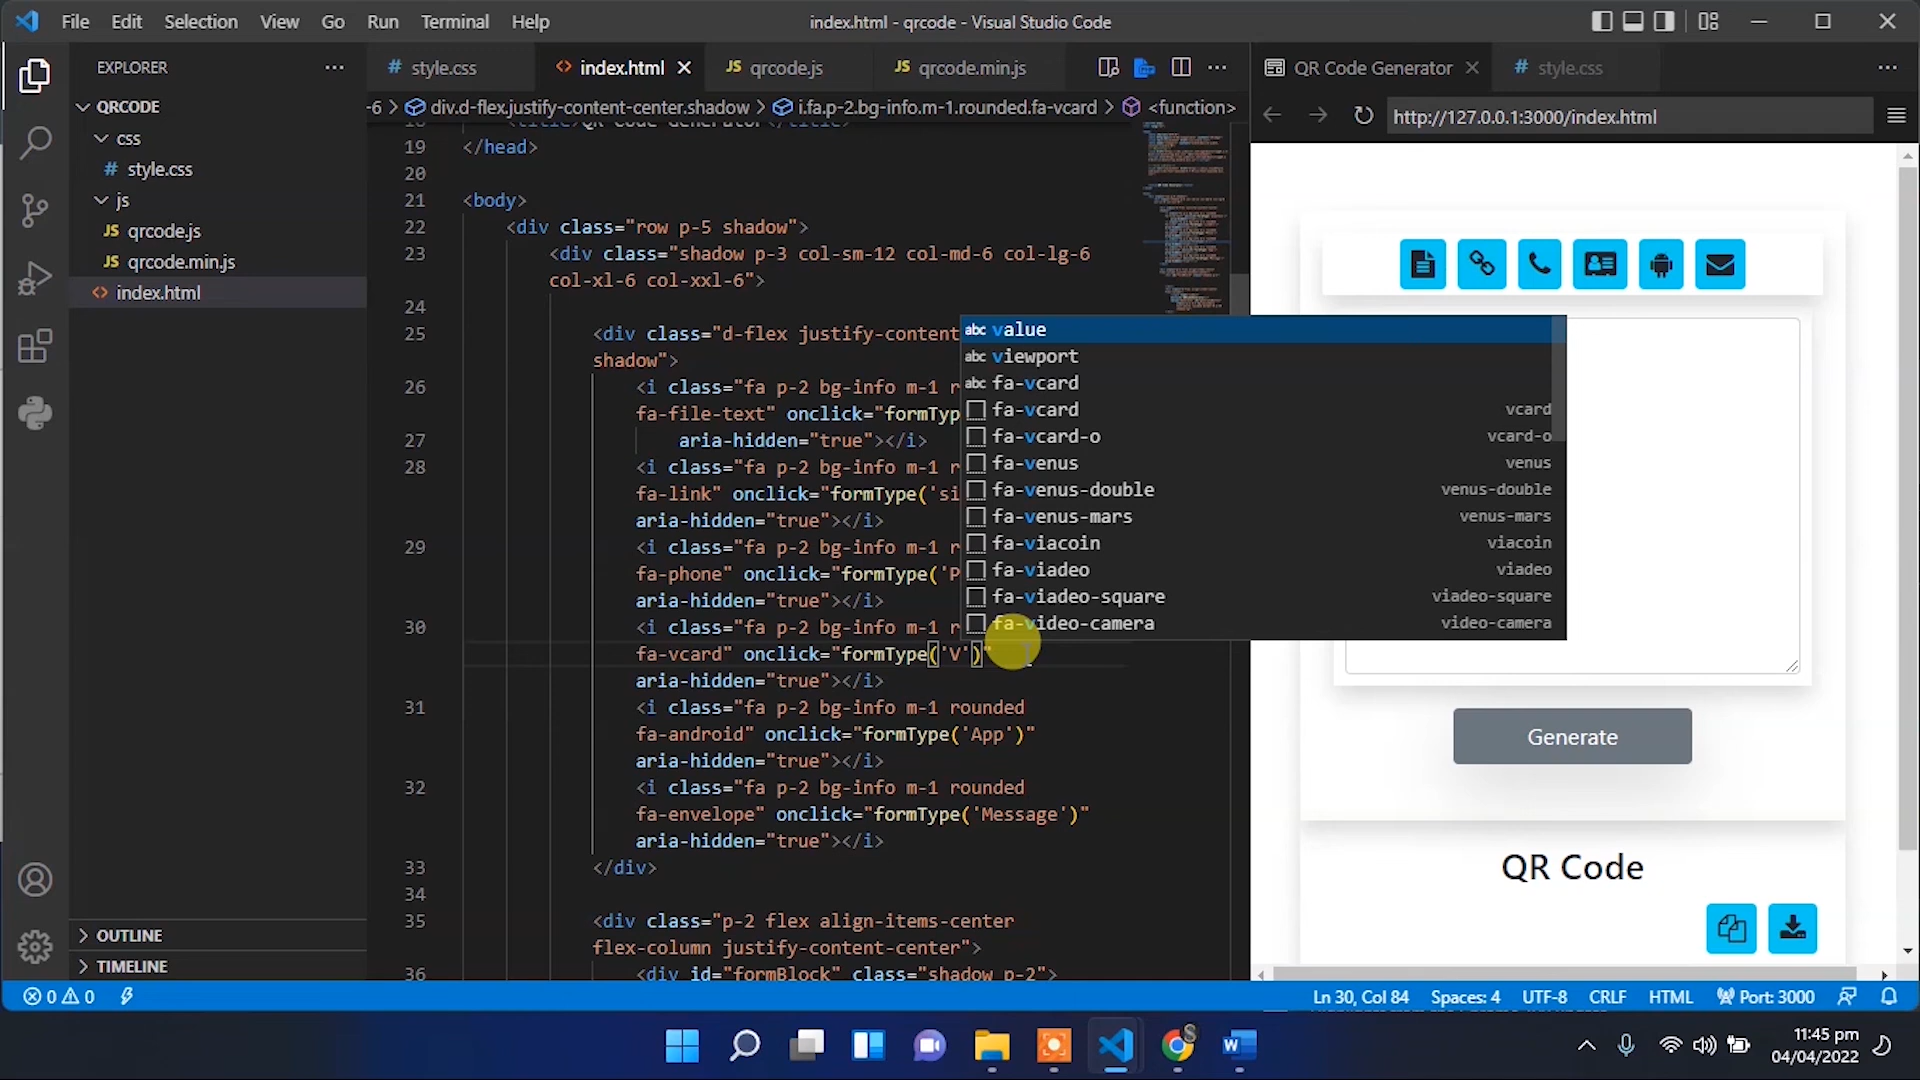 File Edit Selection View Go Run Terminal Help
index.html - qrcode - Visual Studio Code
EXPLORER
QRCODE
css
# style.css
js
JS qrcode.js
JS qrcode.min.js
<> index.html
OUTLINE
TIMELINE
# style.css
<> index.html
JS qrcode.js
JS qrcode.min.js
-6 > div.d-flex.justify-content-center.shadow > i.fa.p-2.bg-info.m-1.rounded.fa-vcard > <function>
19 </head>
20
21 <body>
22 <div class="row p-5 shadow">
23 <div class="shadow p-3 col-sm-12 col-md-6 col-lg-6
col-xl-6 col-xxl-6">
24
25 <div class="d-flex justify-content
shadow">
26 <i class="fa p-2 bg-info m-1 r
fa-file-text" onclick="formTyp
27 aria-hidden="true"></i>
28 <i class="fa p-2 bg-info m-1 r
fa-link" onclick="formType('si
aria-hidden="true"></i>
29 <i class="fa p-2 bg-info m-1 r
fa-phone" onclick="formType('P
aria-hidden="true"></i>
30 <i class="fa p-2 bg-info m-1 r
fa-vcard" onclick="formType('V')"
aria-hidden="true"></i>
31 <i class="fa p-2 bg-info m-1 rounded
fa-android" onclick="formType('App')"
aria-hidden="true"></i>
32 <i class="fa p-2 bg-info m-1 rounded
fa-envelope" onclick="formType('Message')"
aria-hidden="true"></i>
33 </div>
34
35 <div class="p-2 flex align-items-center
flex-column justify-content-center">
36 <div id="formBlock" class="shadow p-2">
abc value
abc viewport
abc fa-vcard
fa-vcard vcard
fa-vcard-o vcard-o
fa-venus venus
fa-venus-double venus-double
fa-venus-mars venus-mars
fa-viacoin viacoin
fa-viadeo viadeo
fa-viadeo-square viadeo-square
fa-video-camera video-camera
QR Code Generator
# style.css
http://127.0.0.1:3000/index.html
Generate
QR Code
0 0
Ln 30, Col 84 Spaces: 4 UTF-8 CRLF HTML Port: 3000
11:45 pm
04/04/2022